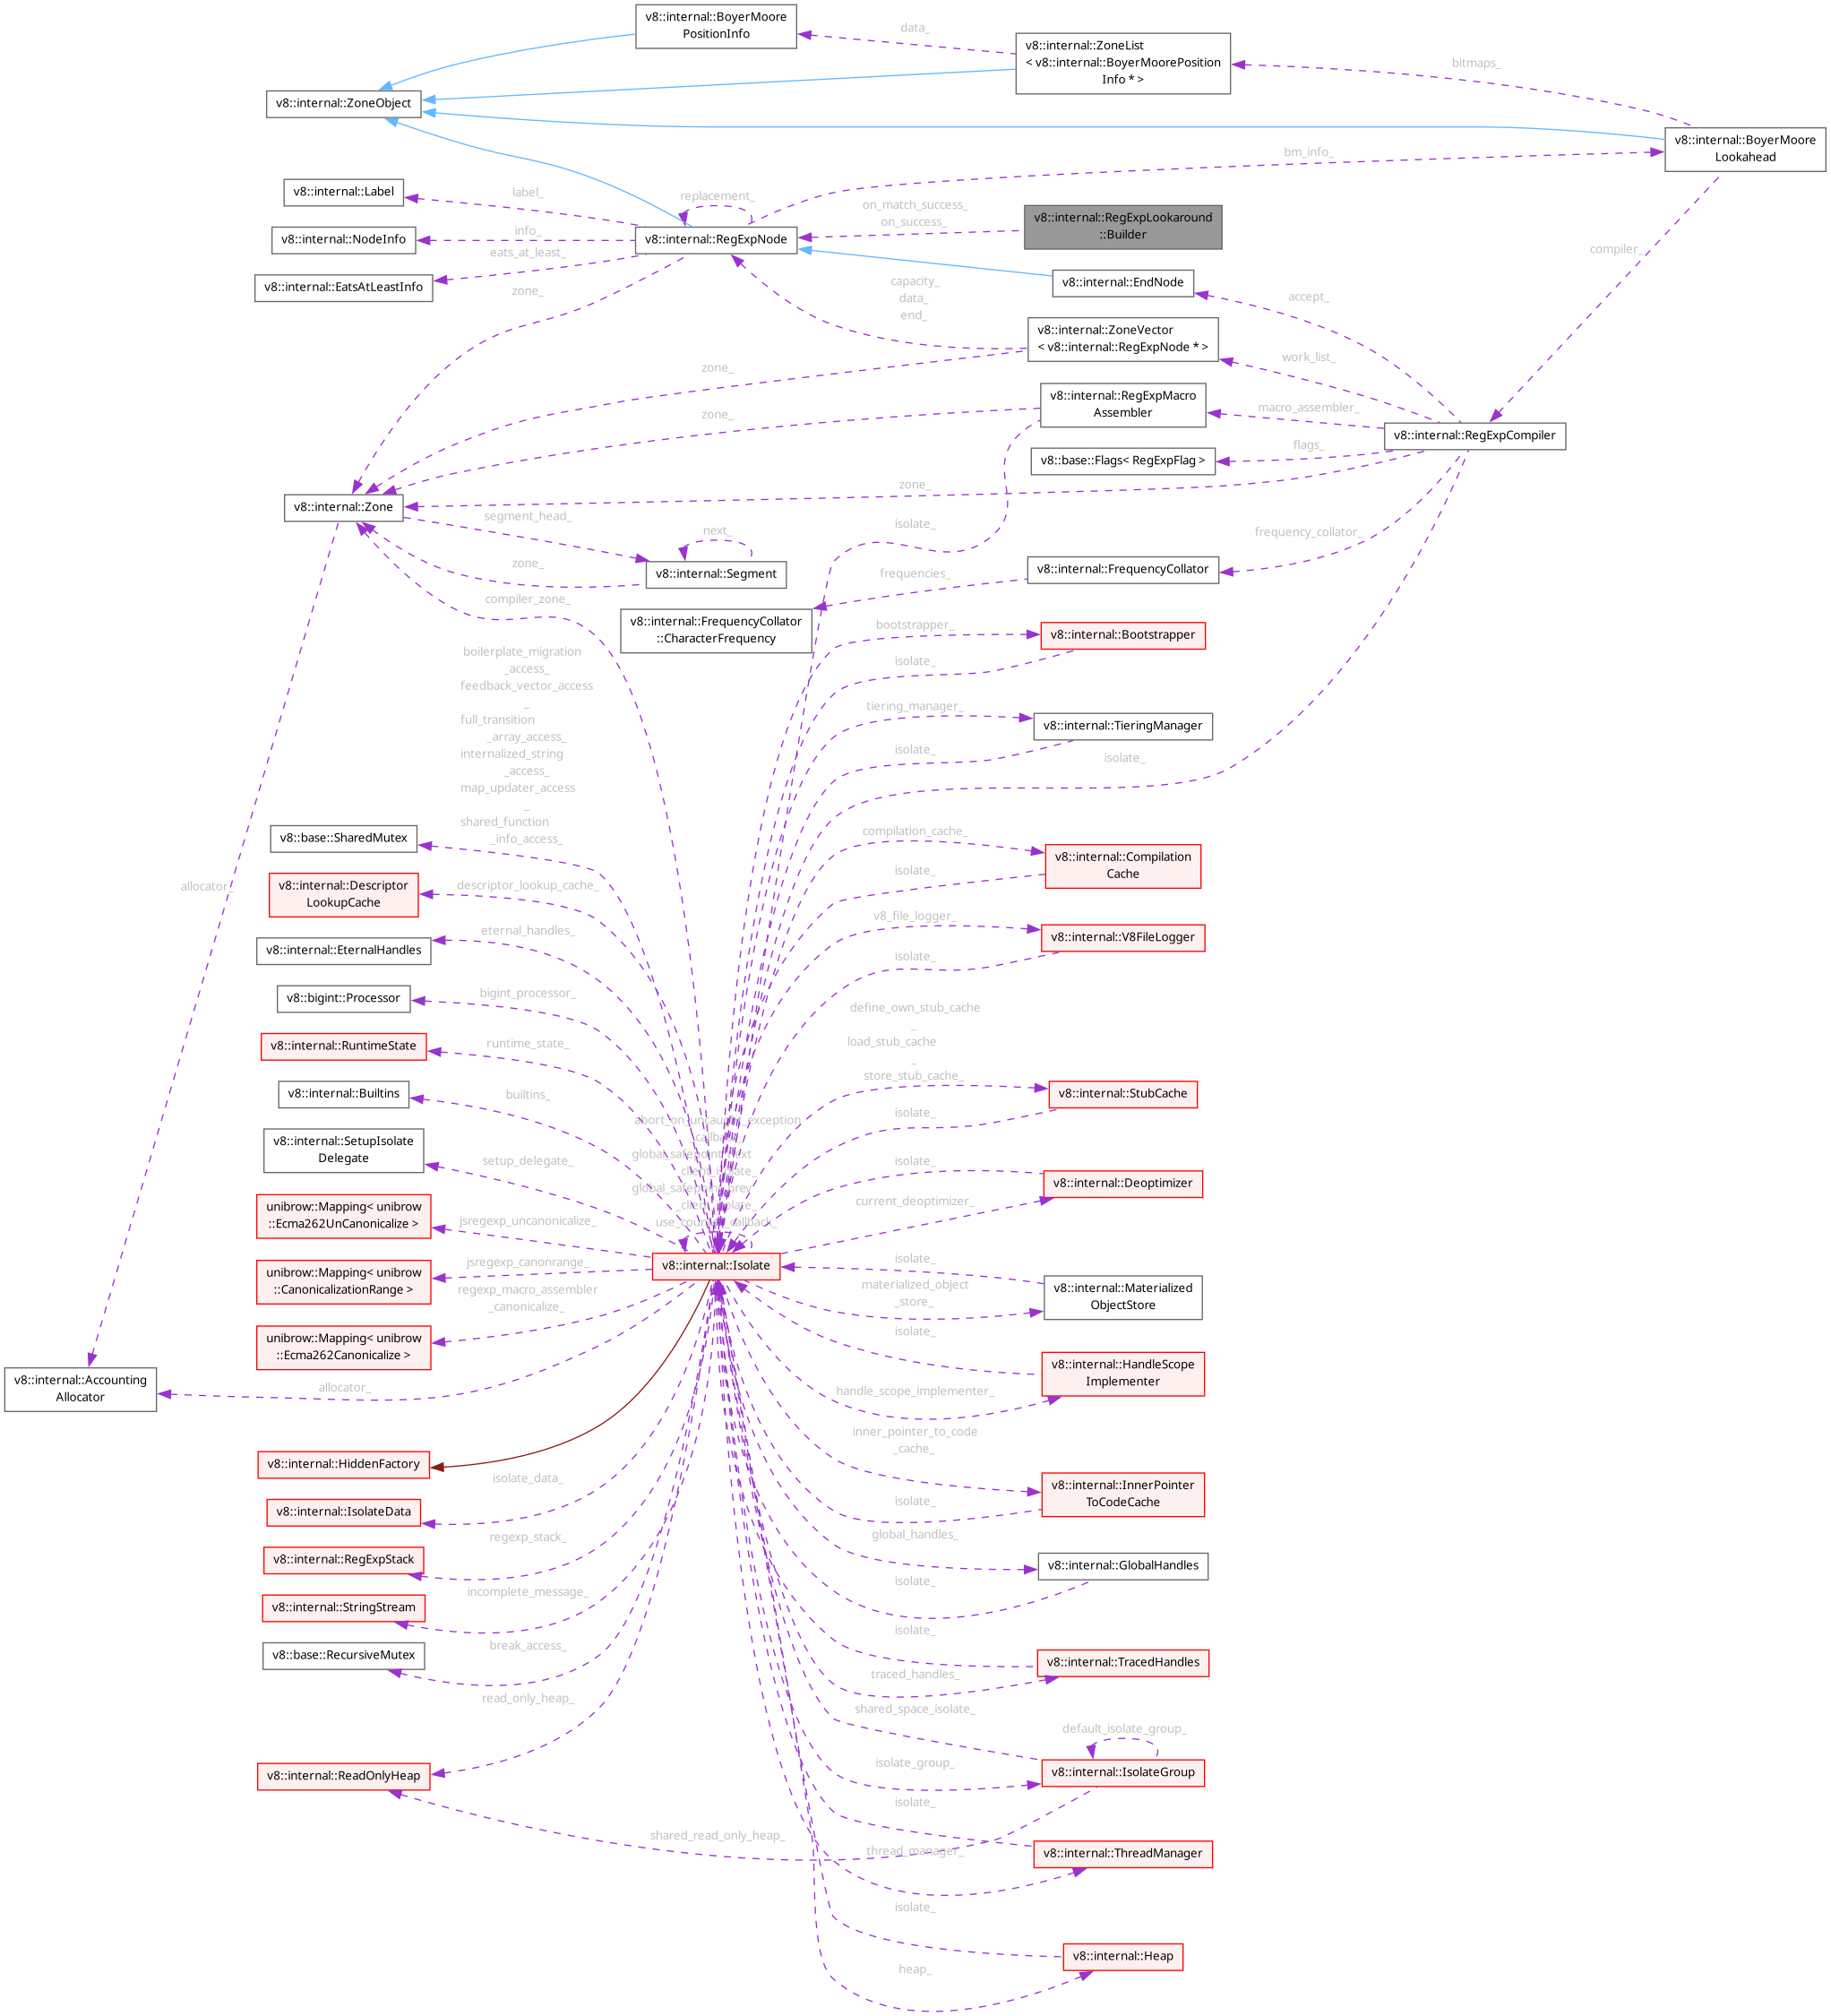 v8::internal::BoyerMoore
PositionInfo
data_
v8::internal::ZoneList
< v8::internal::BoyerMoorePosition
Info * >
bitmaps_
v8::internal::ZoneObject
v8::internal::BoyerMoore
Lookahead
bm_info_
v8::internal::Label
label_
replacement_
on_match_success_
on_success_
v8::internal::RegExpLookaround
::Builder
v8::internal::NodeInfo
info_
v8::internal::RegExpNode
compiler_
eats_at_least_
v8::internal::EatsAtLeastInfo
zone_
capacity_
data_
end_
v8::internal::EndNode
accept_
v8::internal::ZoneVector
< v8::internal::RegExpNode * >
work_list_
zone_
v8::internal::RegExpMacro
Assembler
macro_assembler_
zone_
v8::internal::RegExpCompiler
v8::base::Flags< RegExpFlag >
flags_
zone_
v8::internal::Zone
segment_head_
isolate_
next_
frequency_collator_
zone_
v8::internal::Segment
frequencies_
v8::internal::FrequencyCollator
compiler_zone_
v8::internal::FrequencyCollator
::CharacterFrequency
bootstrapper_
v8::internal::Bootstrapper
isolate_
boilerplate_migration
_access_
feedback_vector_access
_
full_transition
_array_access_
internalized_string
_access_
map_updater_access
_
shared_function
_info_access_
tiering_manager_
v8::internal::TieringManager
isolate_
isolate_
v8::base::SharedMutex
compilation_cache_
v8::internal::Compilation
Cache
isolate_
allocator_
v8::internal::Descriptor
LookupCache
descriptor_lookup_cache_
v8_file_logger_
v8::internal::V8FileLogger
isolate_
v8::internal::EternalHandles
eternal_handles_
v8::bigint::Processor
bigint_processor_
define_own_stub_cache
_
load_stub_cache
_
store_stub_cache_
v8::internal::RuntimeState
runtime_state_
v8::internal::StubCache
isolate_
v8::internal::Builtins
builtins_
abort_on_uncaught_exception
_callback_
global_safepoint_next
_client_isolate_
global_safepoint_prev
_client_isolate_
use_counter_callback_
v8::internal::SetupIsolate
Delegate
setup_delegate_
isolate_
v8::internal::Deoptimizer
current_deoptimizer_
unibrow::Mapping< unibrow
::Ecma262UnCanonicalize >
jsregexp_uncanonicalize_
v8::internal::Isolate
unibrow::Mapping< unibrow
::CanonicalizationRange >
jsregexp_canonrange_
isolate_
v8::internal::Materialized
ObjectStore
materialized_object
_store_
regexp_macro_assembler
_canonicalize_
unibrow::Mapping< unibrow
::Ecma262Canonicalize >
isolate_
v8::internal::HandleScope
Implementer
handle_scope_implementer_
v8::internal::Accounting
Allocator
allocator_
inner_pointer_to_code
_cache_
v8::internal::HiddenFactory
isolate_data_
v8::internal::InnerPointer
ToCodeCache
isolate_
v8::internal::IsolateData
regexp_stack_
global_handles_
v8::internal::RegExpStack
v8::internal::GlobalHandles
isolate_
incomplete_message_
v8::internal::StringStream
isolate_
break_access_
v8::base::RecursiveMutex
v8::internal::TracedHandles
traced_handles_
read_only_heap_
shared_space_isolate_
default_isolate_group_
v8::internal::ReadOnlyHeap
isolate_group_
v8::internal::IsolateGroup
isolate_
shared_read_only_heap_
thread_manager_
v8::internal::ThreadManager
isolate_
v8::internal::Heap
heap_